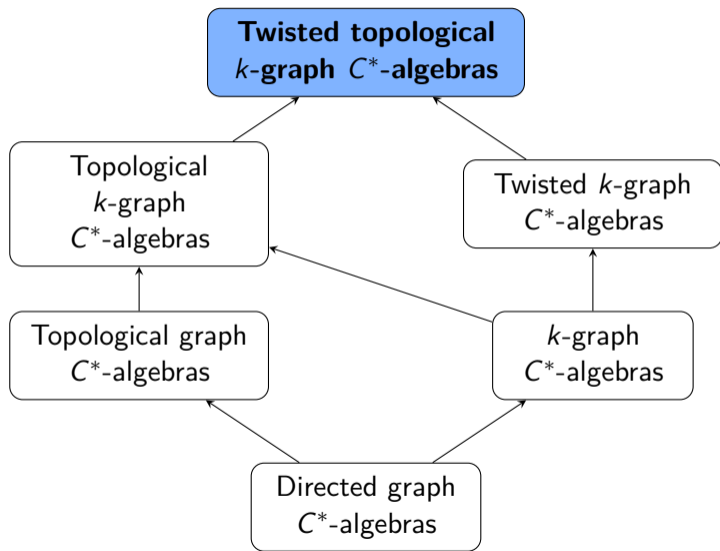 Twisted topological
k-graph C*-algebras
Topological
k-graph
C*-algebras
Twisted k-graph
C*-algebras
Topological graph
C*-algebras
k-graph
C*-algebras
Directed graph
C*-algebras